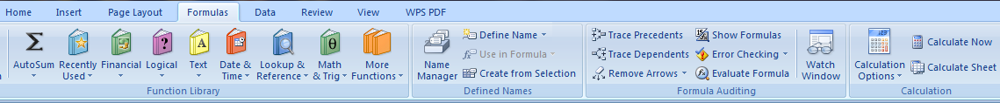 Home Insert Page Layout Formulas Data Review View WPS PDF
Σ
AutoSum
Recently
Used
Financial
?
Logical
A
Text
Date &
Time
Lookup &
Reference
θ
Math
& Trig
More
Functions
Function Library
Name
Manager
Define Name
fx Use in Formula
Create from Selection
Defined Names
Trace Precedents
Trace Dependents
Remove Arrows
Show Formulas
Error Checking
fx Evaluate Formula
Watch
Window
Formula Auditing
Calculation
Options
Calculate Now
Calculate Sheet
Calculation